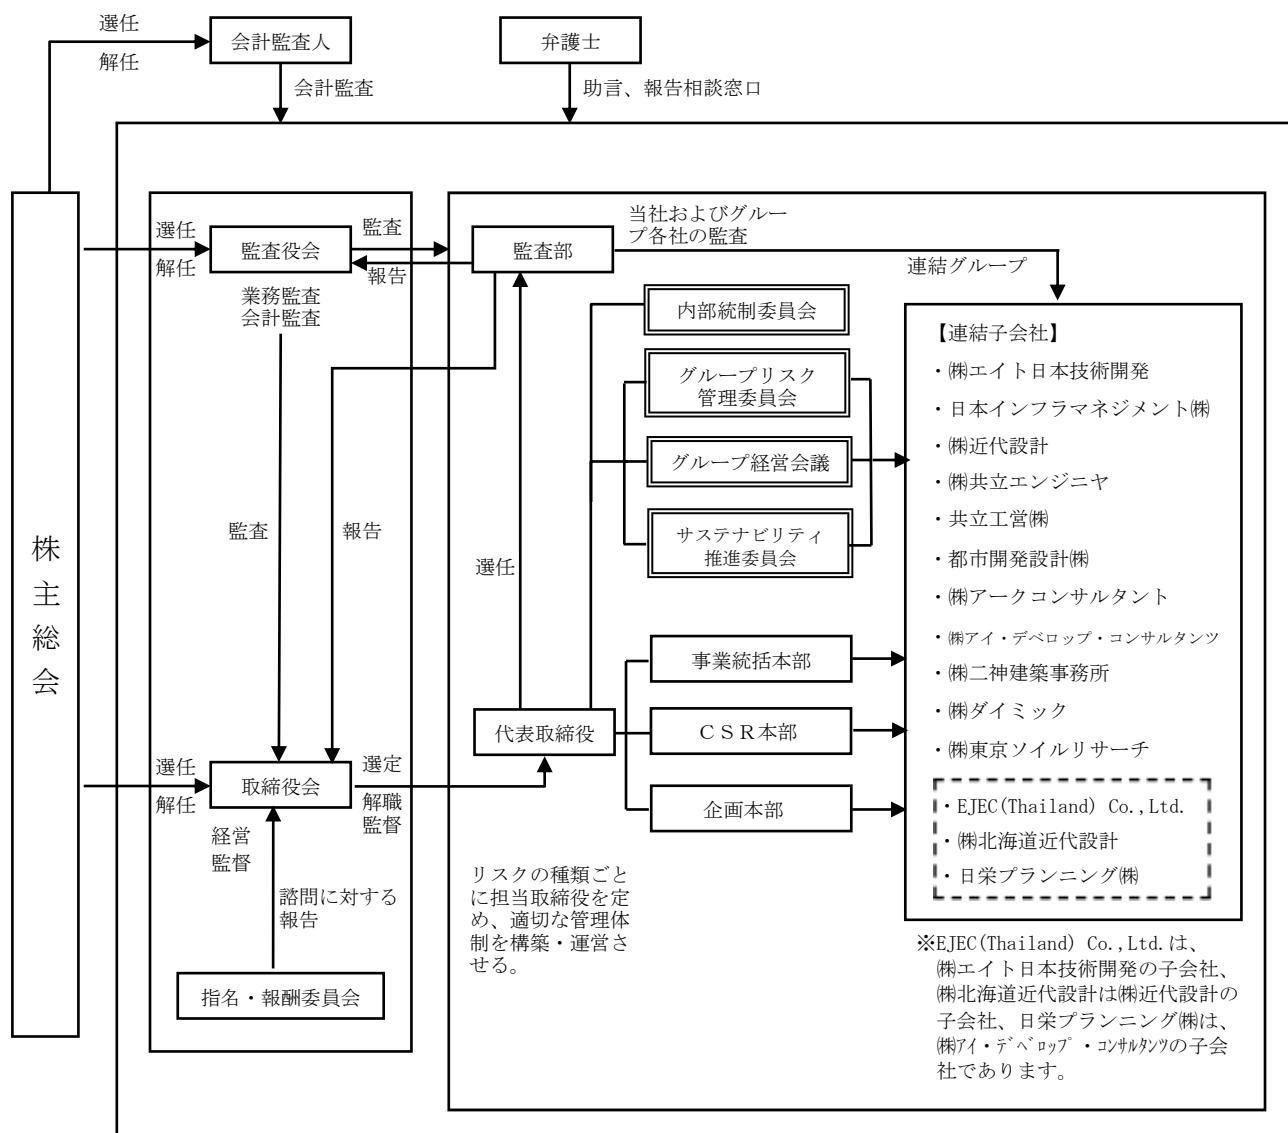 選任
解任
会計監査人
会計監査
弁護士
助言、報告相談窓口
株
主
総
会
選任
解任
監査役会
監査
報告
業務監査
会計監査
監査
報告
選任
解任
取締役会
選定
解職
監督
経営
監督
諮問に対する
報告
指名・報酬委員会
監査部
当社およびグルー
プ各社の監査
連結グループ
内部統制委員会
グループリスク
管理委員会
グループ経営会議
サステナビリティ
推進委員会
選任
代表取締役
事業統括本部
ＣＳＲ本部
企画本部
リスクの種類ごと
に担当取締役を定
め、適切な管理体
制を構築・運営さ
せる。
【連結子会社】
・㈱エイト日本技術開発
・日本インフラマネジメント㈱
・㈱近代設計
・㈱共立エンジニヤ
・共立工営㈱
・都市開発設計㈱
・㈱アークコンサルタント
・㈱アイ・デベロップ・コンサルタンツ
・㈱二神建築事務所
・㈱ダイミック
・㈱東京ソイルリサーチ
・EJEC(Thailand) Co.,Ltd.
・㈱北海道近代設計
・日栄プランニング㈱
※EJEC(Thailand) Co.,Ltd.は、
㈱エイト日本技術開発の子会社、
㈱北海道近代設計は㈱近代設計の
子会社、日栄プランニング㈱は、
㈱ｱｲ・ﾃﾞﾍﾞﾛｯﾌﾟ・ｺﾝｻﾙﾀﾝﾂの子会
社であります。